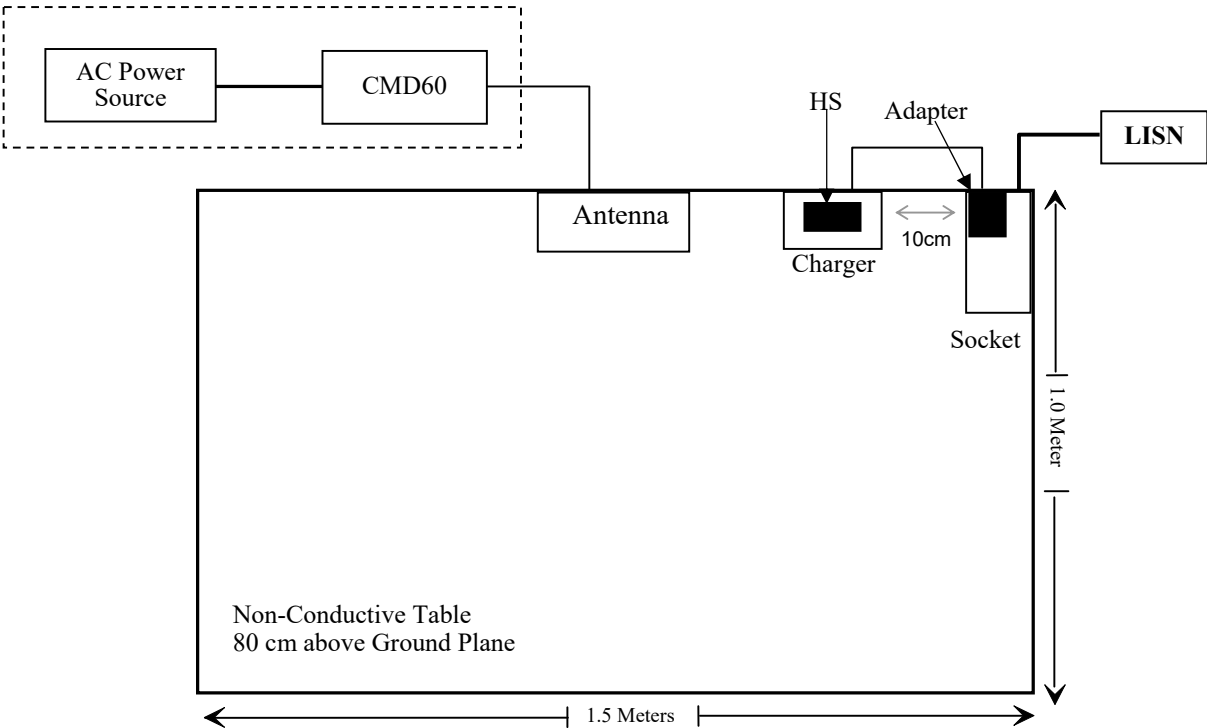 AC Power
Source
CMD60
HS
Adapter
LISN
Antenna
10cm
Charger
Socket
1.0 Meter
Non-Conductive Table
80 cm above Ground Plane
1.5 Meters